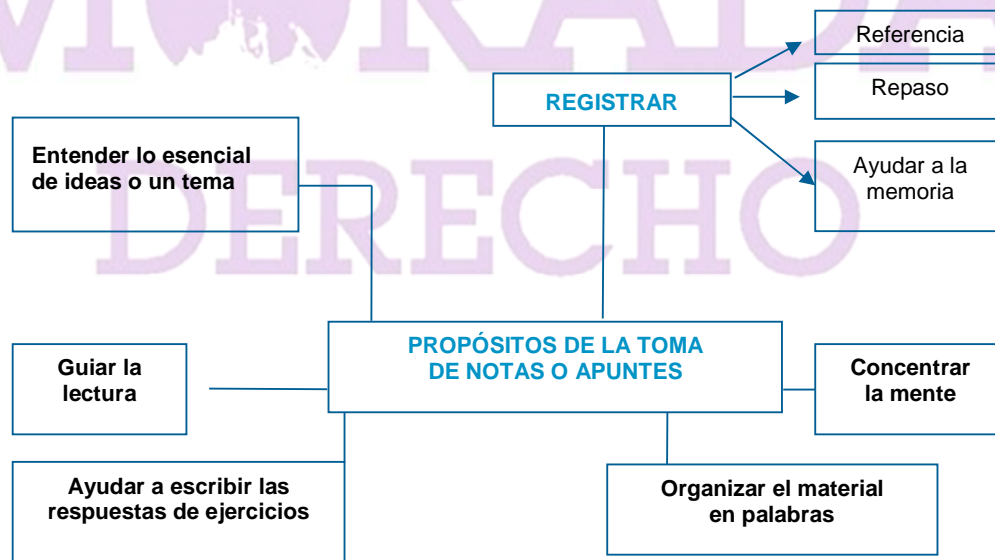 MORADA
DERECHO
REGISTRAR
Referencia
Repaso
Ayudar a la
memoria
Entender lo esencial
de ideas o un tema
PROPÓSITOS DE LA TOMA
DE NOTAS O APUNTES
Guiar la
lectura
Concentrar
la mente
Ayudar a escribir las
respuestas de ejercicios
Organizar el material
en palabras